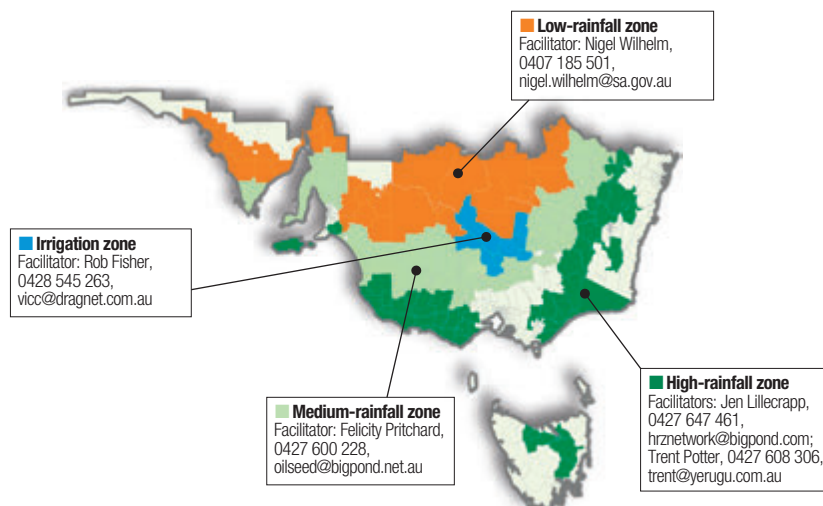 Low-rainfall zone
Facilitator: Nigel Wilhelm,
0407 185 501,
nigel.wilhelm@sa.gov.au
Irrigation zone
Facilitator: Rob Fisher,
0428 545 263,
vicc@dragnet.com.au
Medium-rainfall zone
Facilitator: Felicity Pritchard,
0427 600 228,
oilseed@bigpond.net.au
High-rainfall zone
Facilitators: Jen Lillecrapp,
0427 647 461,
hrznetwork@bigpond.com;
Trent Potter, 0427 608 306,
trent@yerugu.com.au